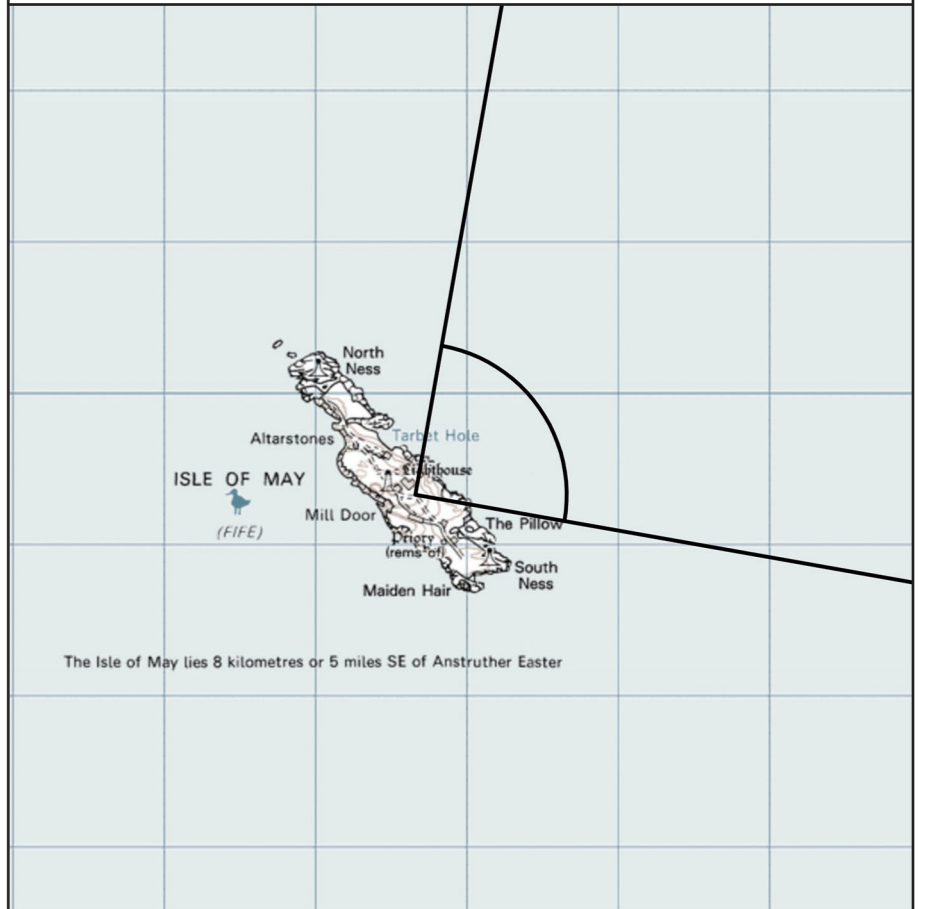 North
Ness
Altarstones
Tarbet Hole
Lighthouse
ISLE OF MAY
Mill Door
The Pillow
(FIFE)
Priory
(rems of)
South
Ness
Maiden Hair
The Isle of May lies 8 kilometres or 5 miles SE of Anstruther Easter